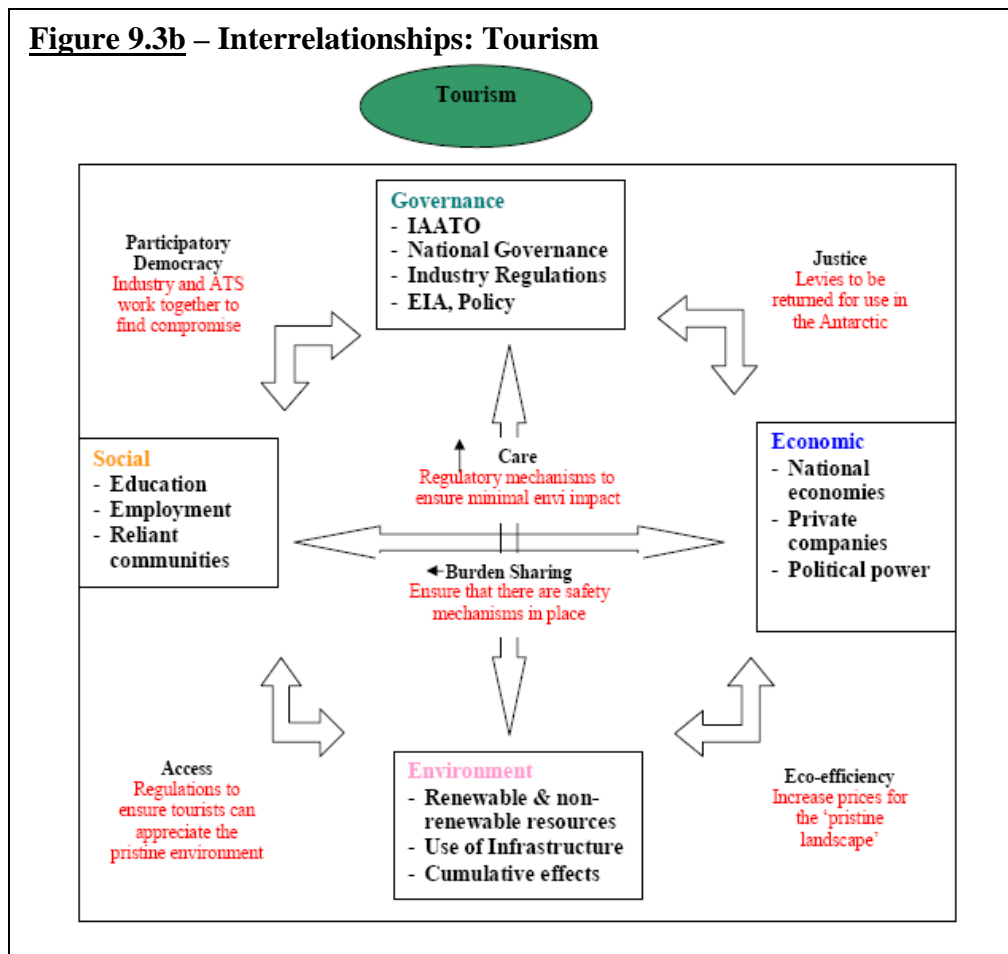 Figure 9.3b – Interrelationships: Tourism
Tourism
Governance
- IAATO
- National Governance
- Industry Regulations
- EIA, Policy
Participatory
Democracy
Industry and ATS
work together to
find compromise
Justice
Levies to be
returned for use in
the Antarctic
Social
- Education
- Employment
- Reliant
communities
Care
Regulatory mechanisms to
ensure minimal envi impact
Burden Sharing
Ensure that there are safety
mechanisms in place
Economic
- National
economies
- Private
companies
- Political power
Access
Regulations to
ensure tourists can
appreciate the
pristine environment
Environment
- Renewable & non-
renewable resources
- Use of Infrastructure
- Cumulative effects
Eco-efficiency
Increase prices for
the ‘pristine
landscape’